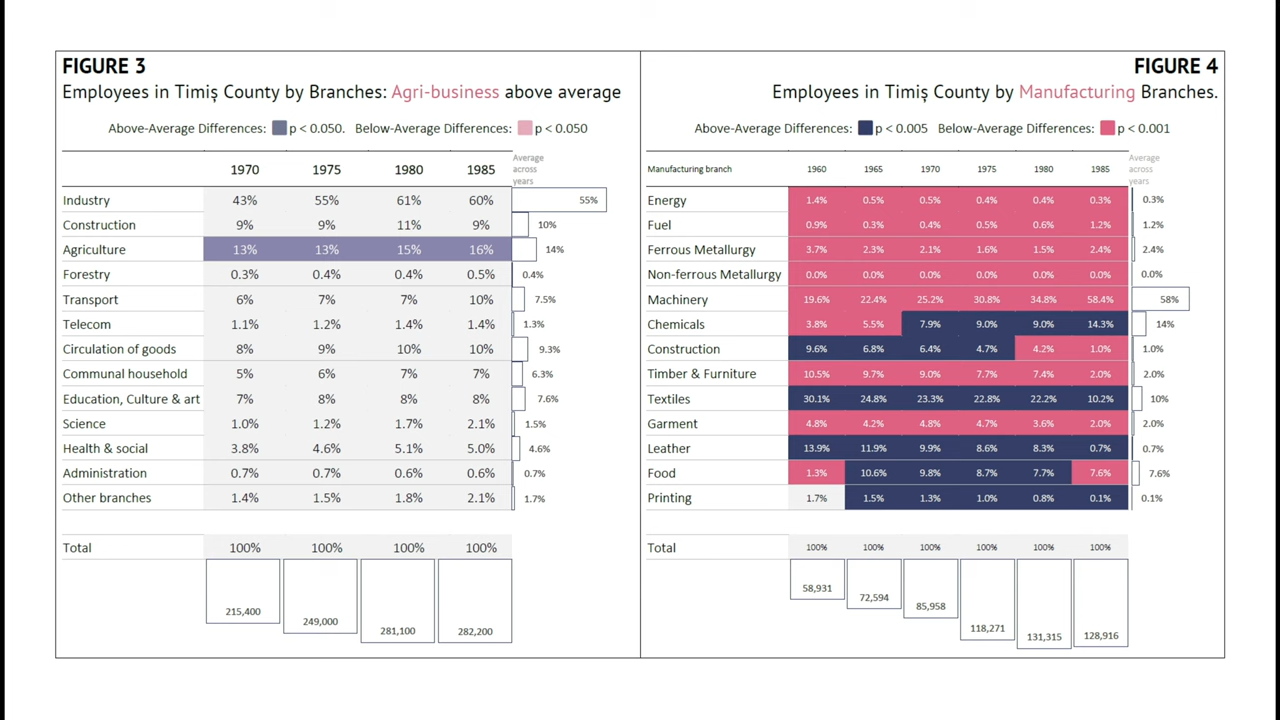 FIGURE 3
Employees in Timiș County by Branches: Agri-business above average
Above-Average Differences: p < 0.050. Below-Average Differences: p < 0.050
1970 1975 1980 1985 Average across years
Industry 43% 55% 61% 60% 55%
Construction 9% 9% 11% 9% 10%
Agriculture 13% 13% 15% 16% 14%
Forestry 0.3% 0.4% 0.4% 0.5% 0.4%
Transport 6% 7% 7% 10% 7.5%
Telecom 1.1% 1.2% 1.4% 1.4% 1.3%
Circulation of goods 8% 9% 10% 10% 9.3%
Communal household 5% 6% 7% 7% 6.3%
Education, Culture & art 7% 8% 8% 8% 7.6%
Science 1.0% 1.2% 1.7% 2.1% 1.5%
Health & social 3.8% 4.6% 5.1% 5.0% 4.6%
Administration 0.7% 0.7% 0.6% 0.6% 0.7%
Other branches 1.4% 1.5% 1.8% 2.1% 1.7%
Total 100% 100% 100% 100%
215,400 249,000 281,100 282,200
FIGURE 4
Employees in Timiș County by Manufacturing Branches.
Above-Average Differences: p < 0.005 Below-Average Differences: p < 0.001
Manufacturing branch 1960 1965 1970 1975 1980 1985 Average across years
Energy 1.4% 0.5% 0.5% 0.4% 0.4% 0.3% 0.3%
Fuel 0.9% 0.3% 0.4% 0.5% 0.6% 1.2% 1.2%
Ferrous Metallurgy 3.7% 2.3% 2.1% 1.6% 1.5% 2.4% 2.4%
Non-ferrous Metallurgy 0.0% 0.0% 0.0% 0.0% 0.0% 0.0% 0.0%
Machinery 19.6% 22.4% 25.2% 30.8% 34.8% 58.4% 58%
Chemicals 3.8% 5.5% 7.9% 9.0% 9.0% 14.3% 14%
Construction 9.6% 6.8% 6.4% 4.7% 4.2% 1.0% 1.0%
Timber & Furniture 10.5% 9.7% 9.0% 7.7% 7.4% 2.0% 2.0%
Textiles 30.1% 24.8% 23.3% 22.8% 22.2% 10.2% 10%
Garment 4.8% 4.2% 4.8% 4.7% 3.6% 2.0% 2.0%
Leather 13.9% 11.9% 9.9% 8.6% 8.3% 0.7% 0.7%
Food 1.3% 10.6% 9.8% 8.7% 7.7% 7.6% 7.6%
Printing 1.7% 1.5% 1.3% 1.0% 0.8% 0.1% 0.1%
Total 100% 100% 100% 100% 100% 100%
58,931 72,594 85,958 118,271 131,315 128,916